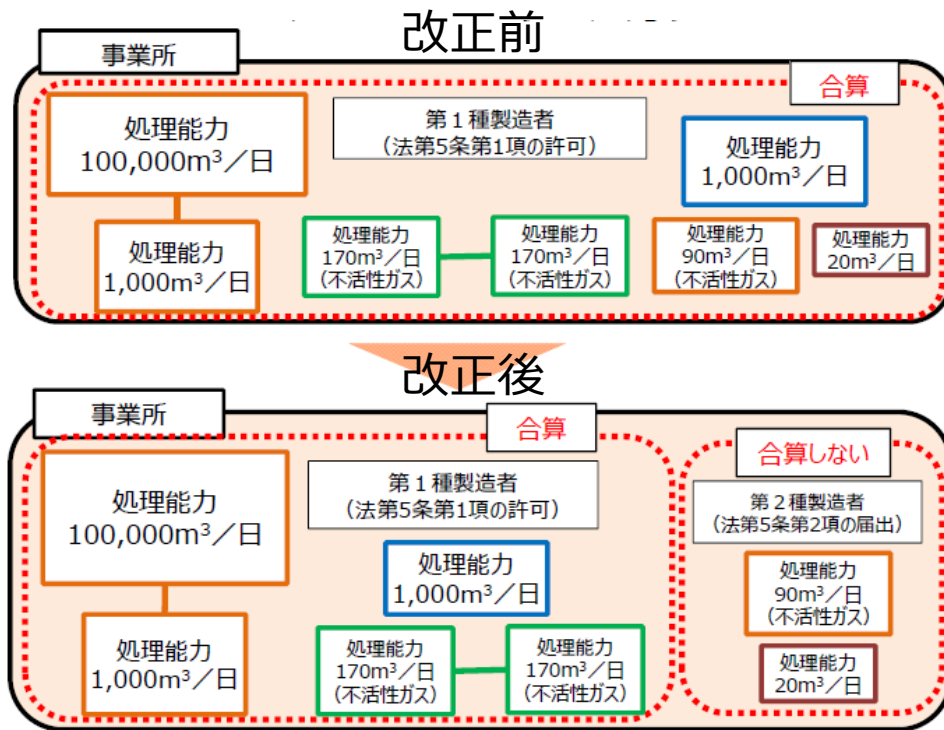 改正前
事業所
合算
処理能力
100,000m³／日
第１種製造者
（法第5条第1項の許可）
処理能力
1,000m³／日
処理能力
1,000m³／日
処理能力
170m³／日
（不活性ガス）
処理能力
170m³／日
（不活性ガス）
処理能力
90m³／日
（不活性ガス）
処理能力
20m³／日
改正後
事業所
合算
処理能力
100,000m³／日
第１種製造者
（法第5条第1項の許可）
処理能力
1,000m³／日
処理能力
1,000m³／日
処理能力
170m³／日
（不活性ガス）
処理能力
170m³／日
（不活性ガス）
合算しない
第２種製造者
（法第5条第2項の届出）
処理能力
90m³／日
（不活性ガス）
処理能力
20m³／日